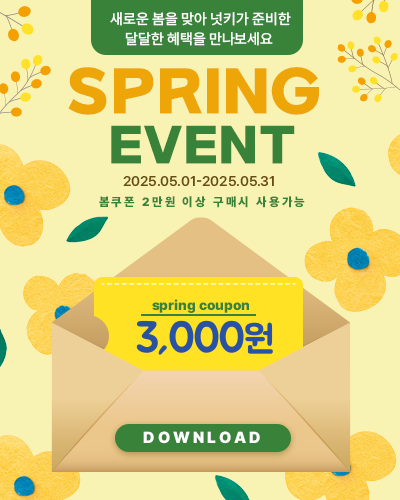 새로운 봄을 맞아 넛키가 준비한
달달한 혜택을 만나보세요
SPRING
EVENT
2025.05.01-2025.05.31
봄쿠폰 2만원 이상 구매시 사용가능
spring coupon
3,000원
DOWNLOAD